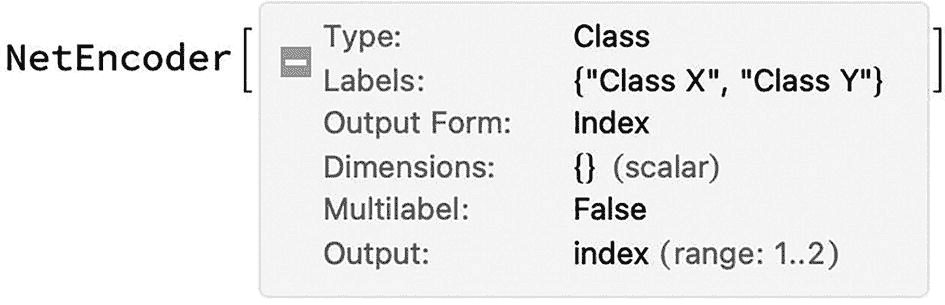 Type: Class
NetEncoder[ Labels: {"Class X", "Class Y"} ]
Output Form: Index
Dimensions: {} (scalar)
Multilabel: False
Output: index (range: 1..2)